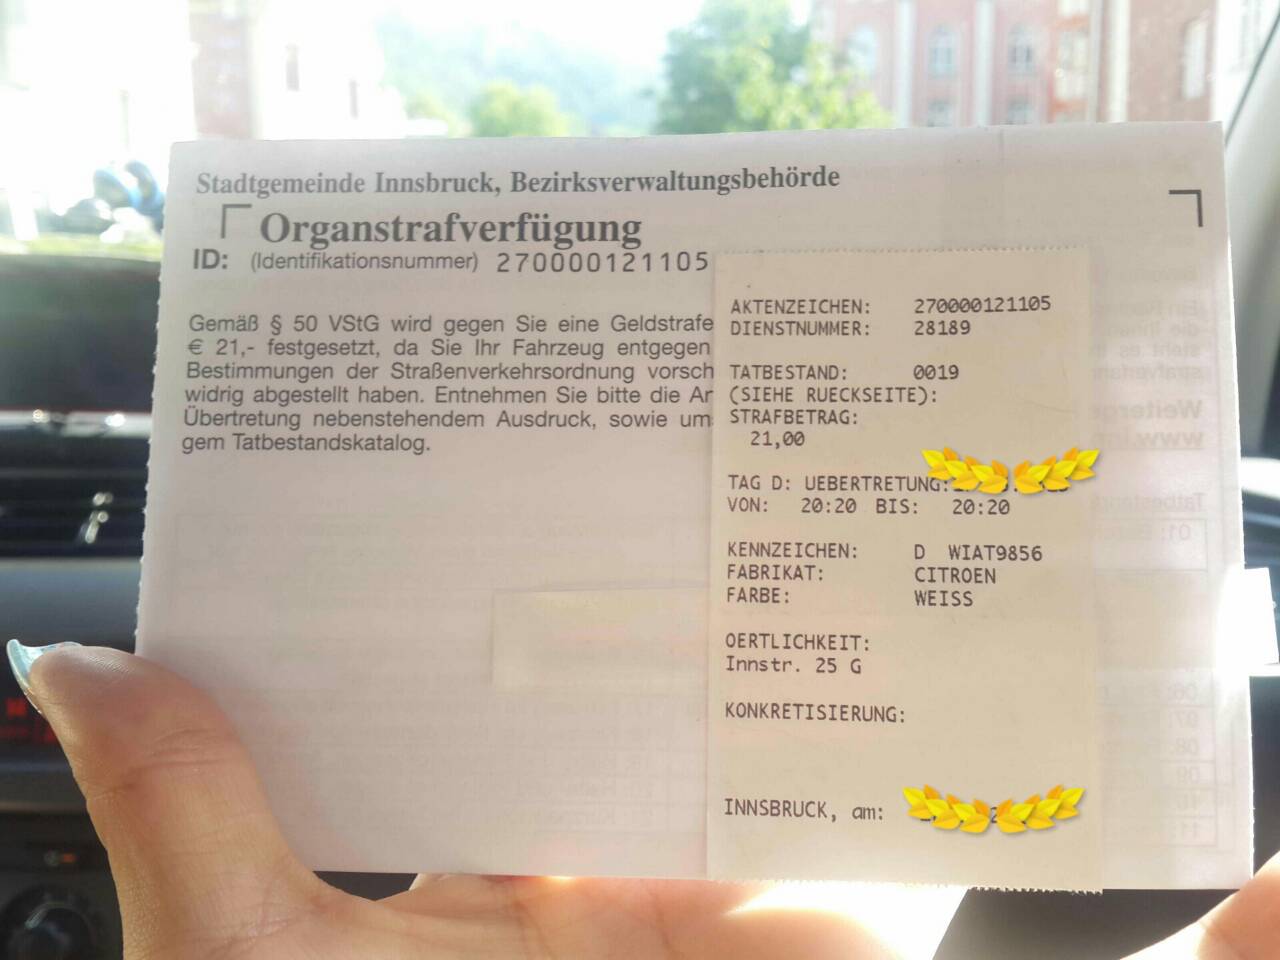 Stadtgemeinde Innsbruck, Bezirksverwaltungsbehörde
Organstrafverfügung
ID: (Identifikationsnummer) 270000121105
Gemäß § 50 VStG wird gegen Sie eine Geldstrafe
€ 21,- festgesetzt, da Sie Ihr Fahrzeug entgegen
Bestimmungen der Straßenverkehrsordnung vorsch
widrig abgestellt haben. Entnehmen Sie bitte die Ar
Übertretung nebenstehendem Ausdruck, sowie um
gem Tatbestandskatalog.
AKTENZEICHEN: 270000121105
DIENSTNUMMER: 28189
TATBESTAND: 0019
(SIEHE RUECKSEITE):
STRAFBETRAG:
21,00
TAG D: UEBERTRETUNG:
VON: 20:20 BIS: 20:20
KENNZEICHEN: D WIAT9856
FABRIKAT: CITROEN
FARBE: WEISS
OERTLICHKEIT:
Innstr. 25 G
KONKRETISIERUNG:
INNSBRUCK, am: